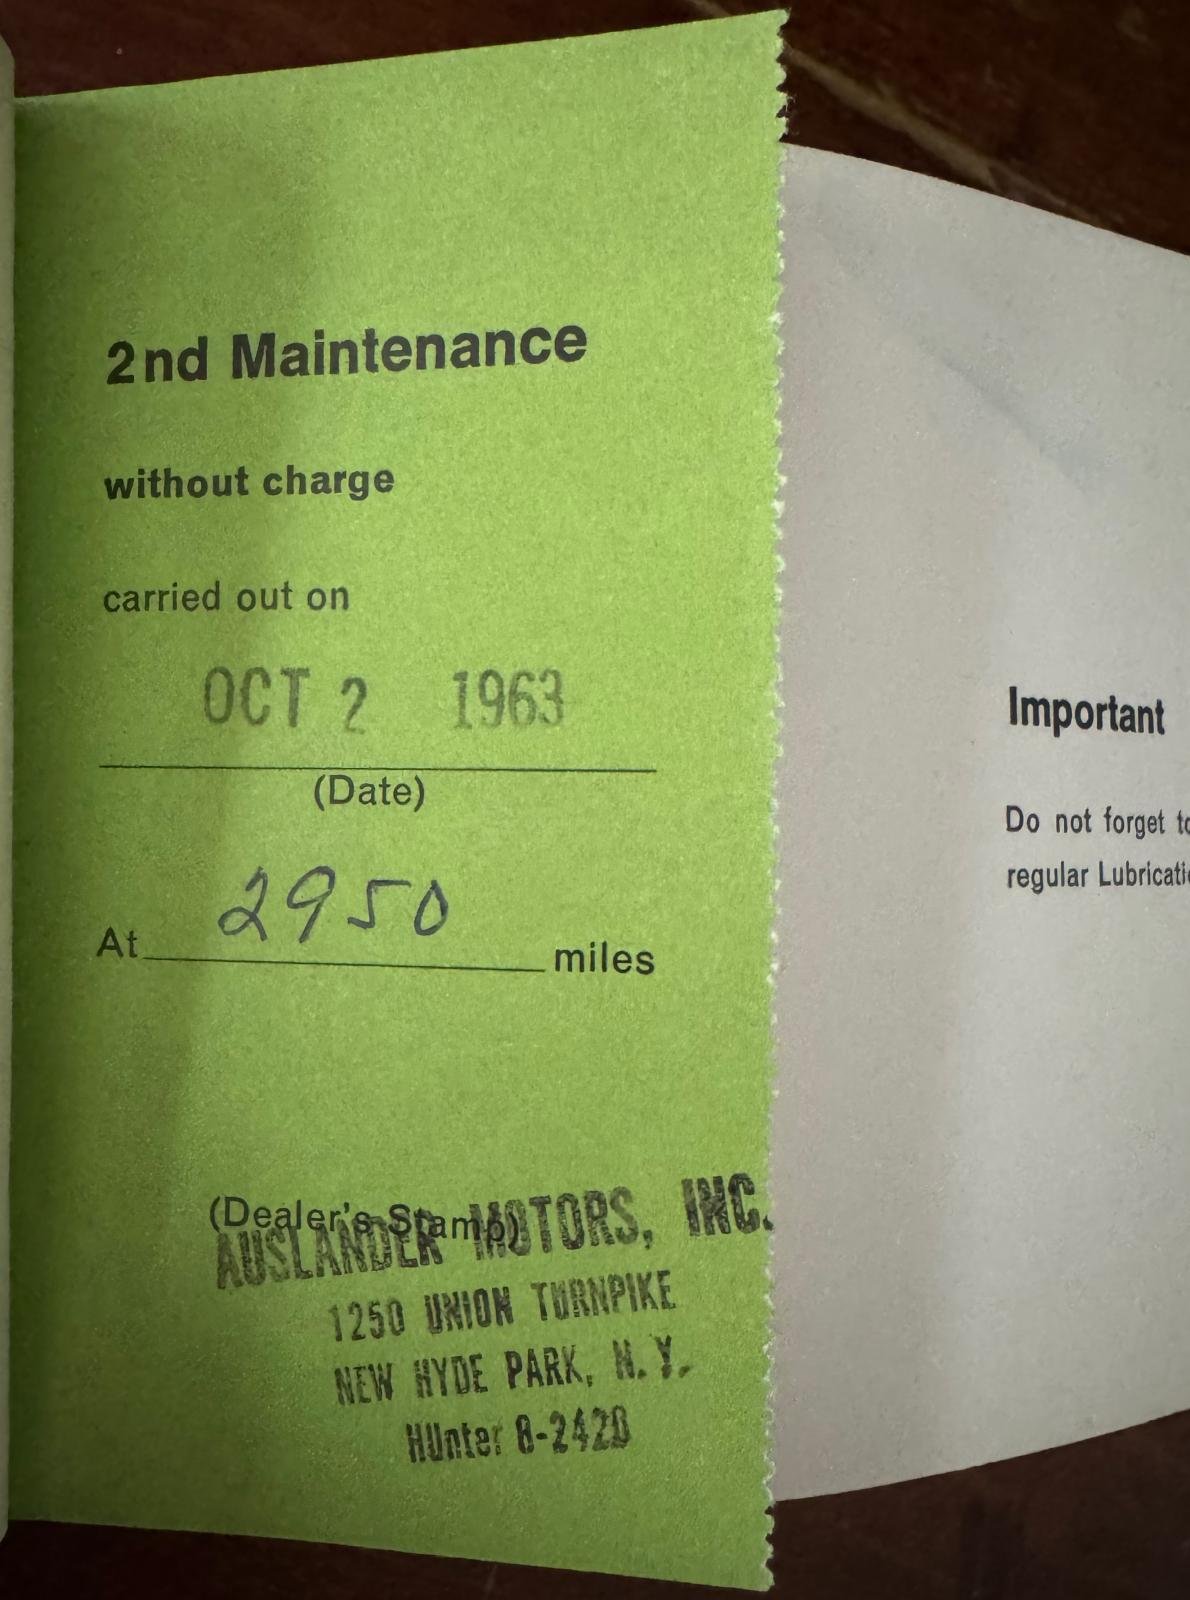 2nd Maintenance
without charge
carried out on
OCT 2 1963
(Date)
At 2950 miles
(Dealer's Stamp)
AUSLANDER MOTORS, INC.
1250 UNION TURNPIKE
NEW HYDE PARK, N. Y.
HUnter 8-2420
Important
Do not forget to
regular